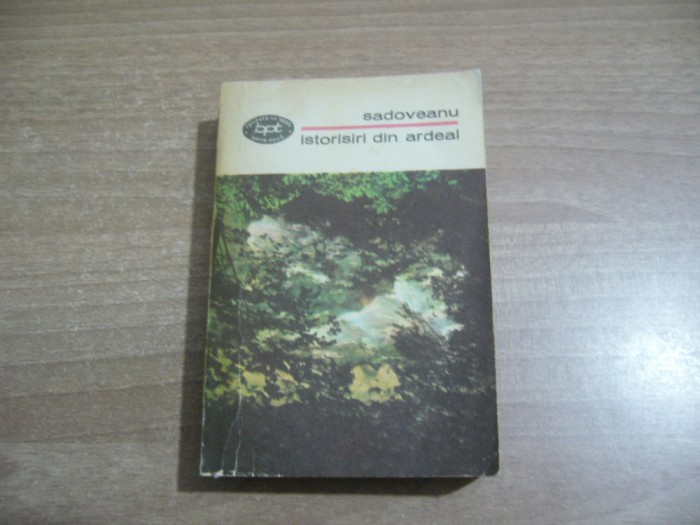 sadoveanu
bpt
istorisiri din ardeal